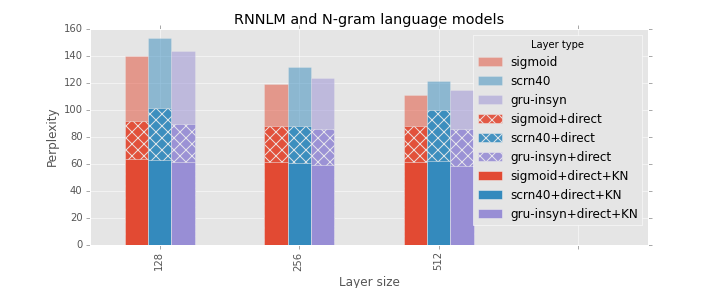 RNNLM and N-gram language models
160
140
120
100
80
60
40
20
0
Perplexity
128
256
512
Layer size
Layer type
sigmoid
scrn40
gru-insyn
sigmoid+direct
scrn40+direct
gru-insyn+direct
sigmoid+direct+KN
scrn40+direct+KN
gru-insyn+direct+KN